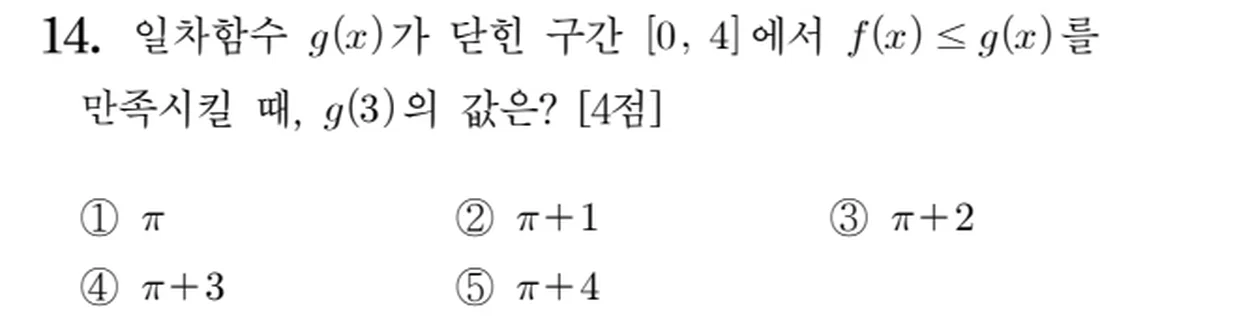 14. 일차함수 g(x)가 닫힌 구간 [0, 4]에서 f(x)≤g(x)를
만족시킬 때, g(3)의 값은? [4점]
① π ② π+1 ③ π+2
④ π+3 ⑤ π+4